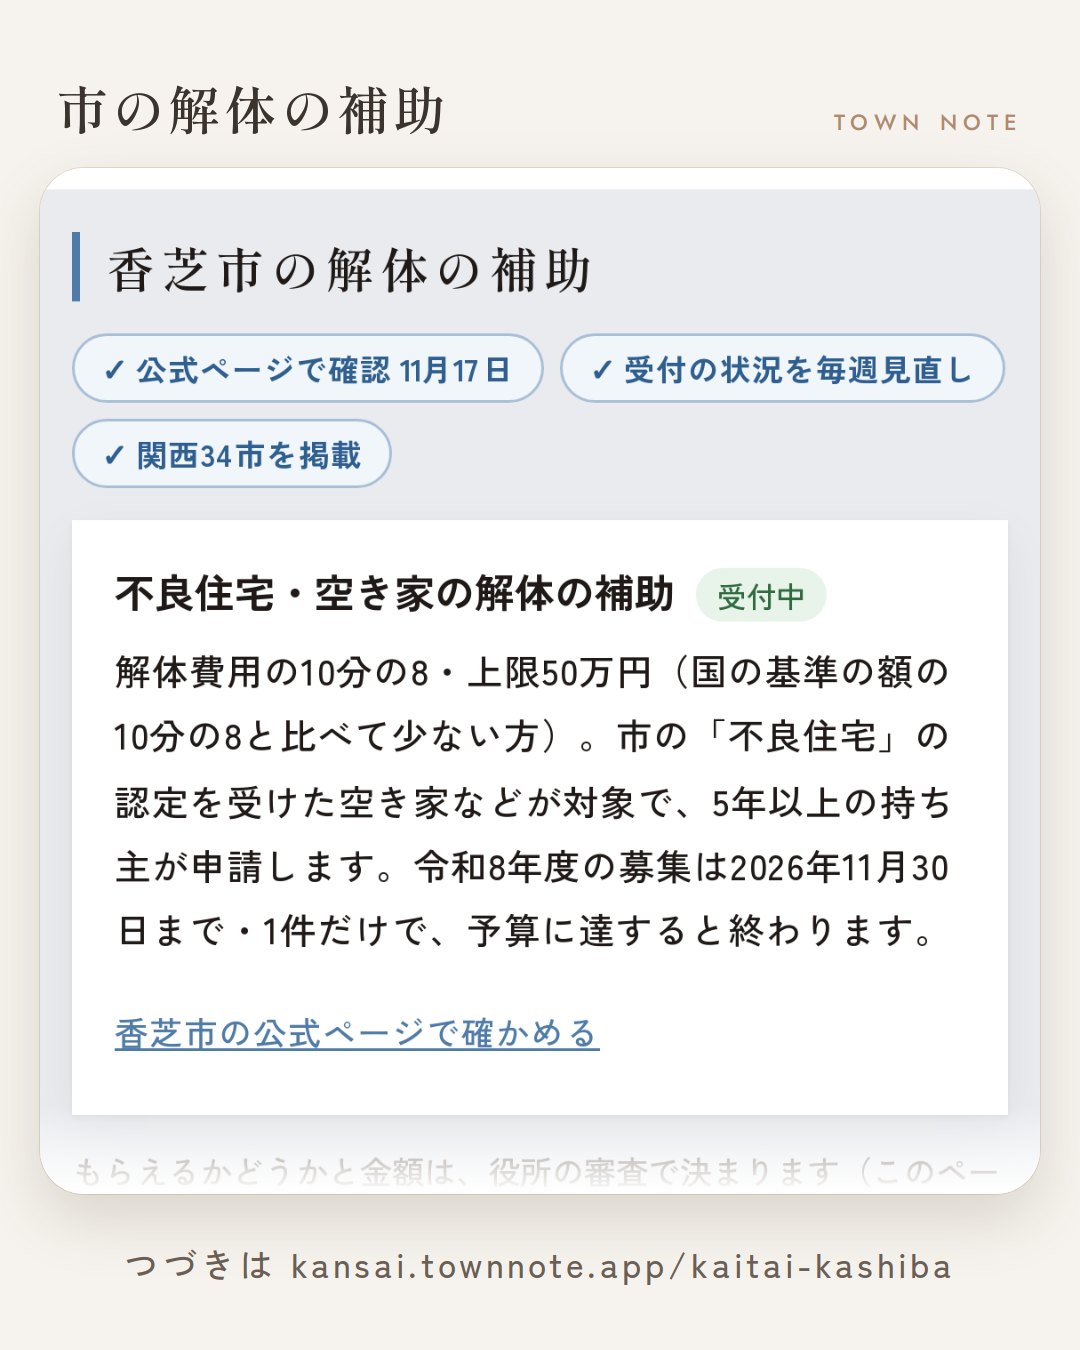 市の解体の補助
TOWN NOTE
香芝市の解体の補助
✓ 公式ページで確認 11月17日
✓ 受付の状況を毎週見直し
✓ 関西34市を掲載
不良住宅・空き家の解体の補助 受付中
解体費用の10分の8・上限50万円（国の基準の額の
10分の8と比べて少ない方）。市の「不良住宅」の
認定を受けた空き家などが対象で、5年以上の持ち
主が申請します。令和8年度の募集は2026年11月30
日まで・1件だけで、予算に達すると終わります。
香芝市の公式ページで確かめる
もらえるかどうかと金額は、役所の審査で決まります（このペー
つづきは kansai.townnote.app/kaitai-kashiba